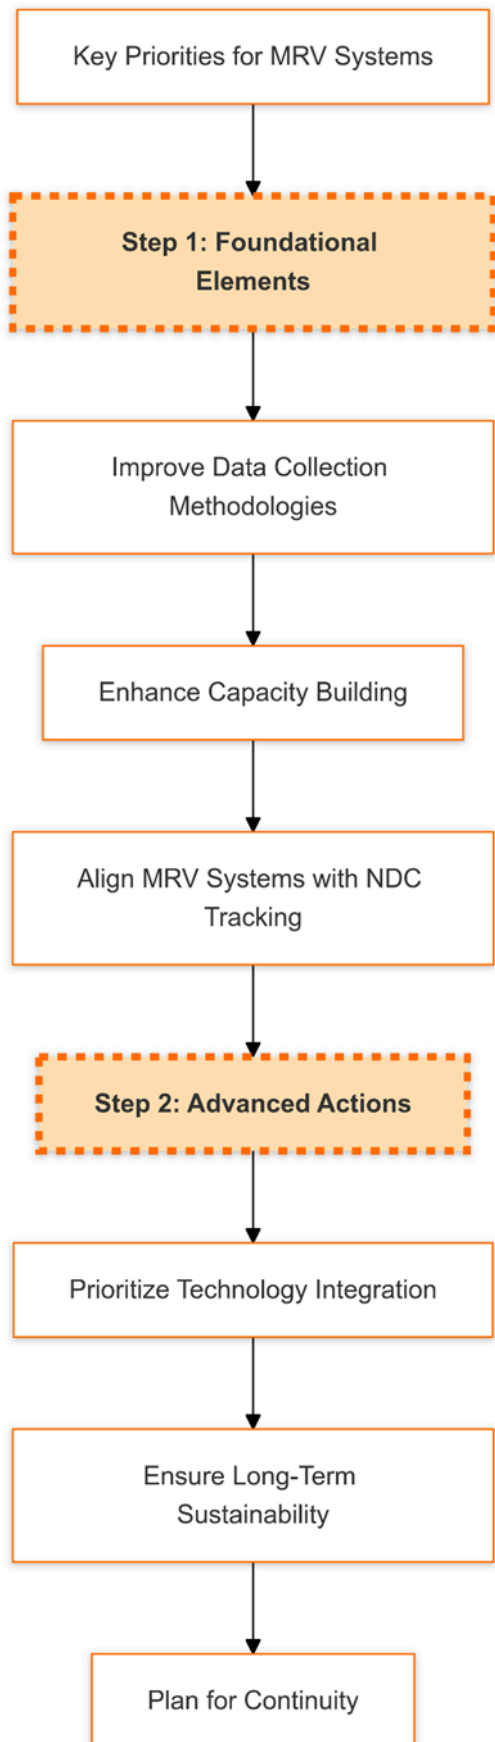 Key Priorities for MRV Systems
Step 1: Foundational
Elements
Improve Data Collection
Methodologies
Enhance Capacity Building
Align MRV Systems with NDC
Tracking
Step 2: Advanced Actions
Prioritize Technology Integration
Ensure Long-Term
Sustainability
Plan for Continuity